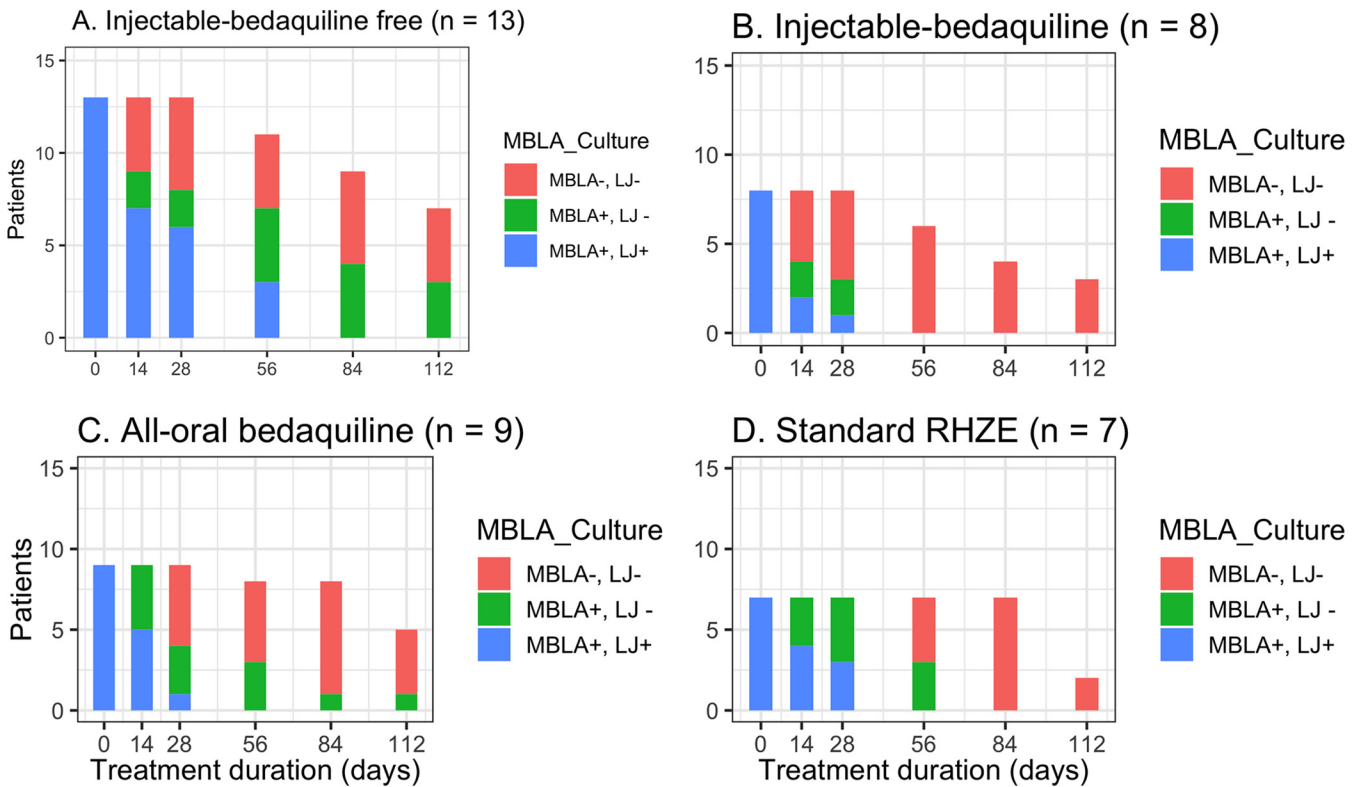 A. Injectable-bedaquiline free (n = 13)
15
10
5
0
Patients
0 14 28 56 84 112
MBLA_Culture
MBLA-, LJ-
MBLA+, LJ -
MBLA+, LJ+
B. Injectable-bedaquiline (n = 8)
15
10
5
0
0 14 28 56 84 112
MBLA_Culture
MBLA-, LJ-
MBLA+, LJ -
MBLA+, LJ+
C. All-oral bedaquiline (n = 9)
15
10
5
0
Patients
0 14 28 56 84 112
Treatment duration (days)
MBLA_Culture
MBLA-, LJ-
MBLA+, LJ -
MBLA+, LJ+
D. Standard RHZE (n = 7)
15
10
5
0
0 14 28 56 84 112
Treatment duration (days)
MBLA_Culture
MBLA-, LJ-
MBLA+, LJ -
MBLA+, LJ+